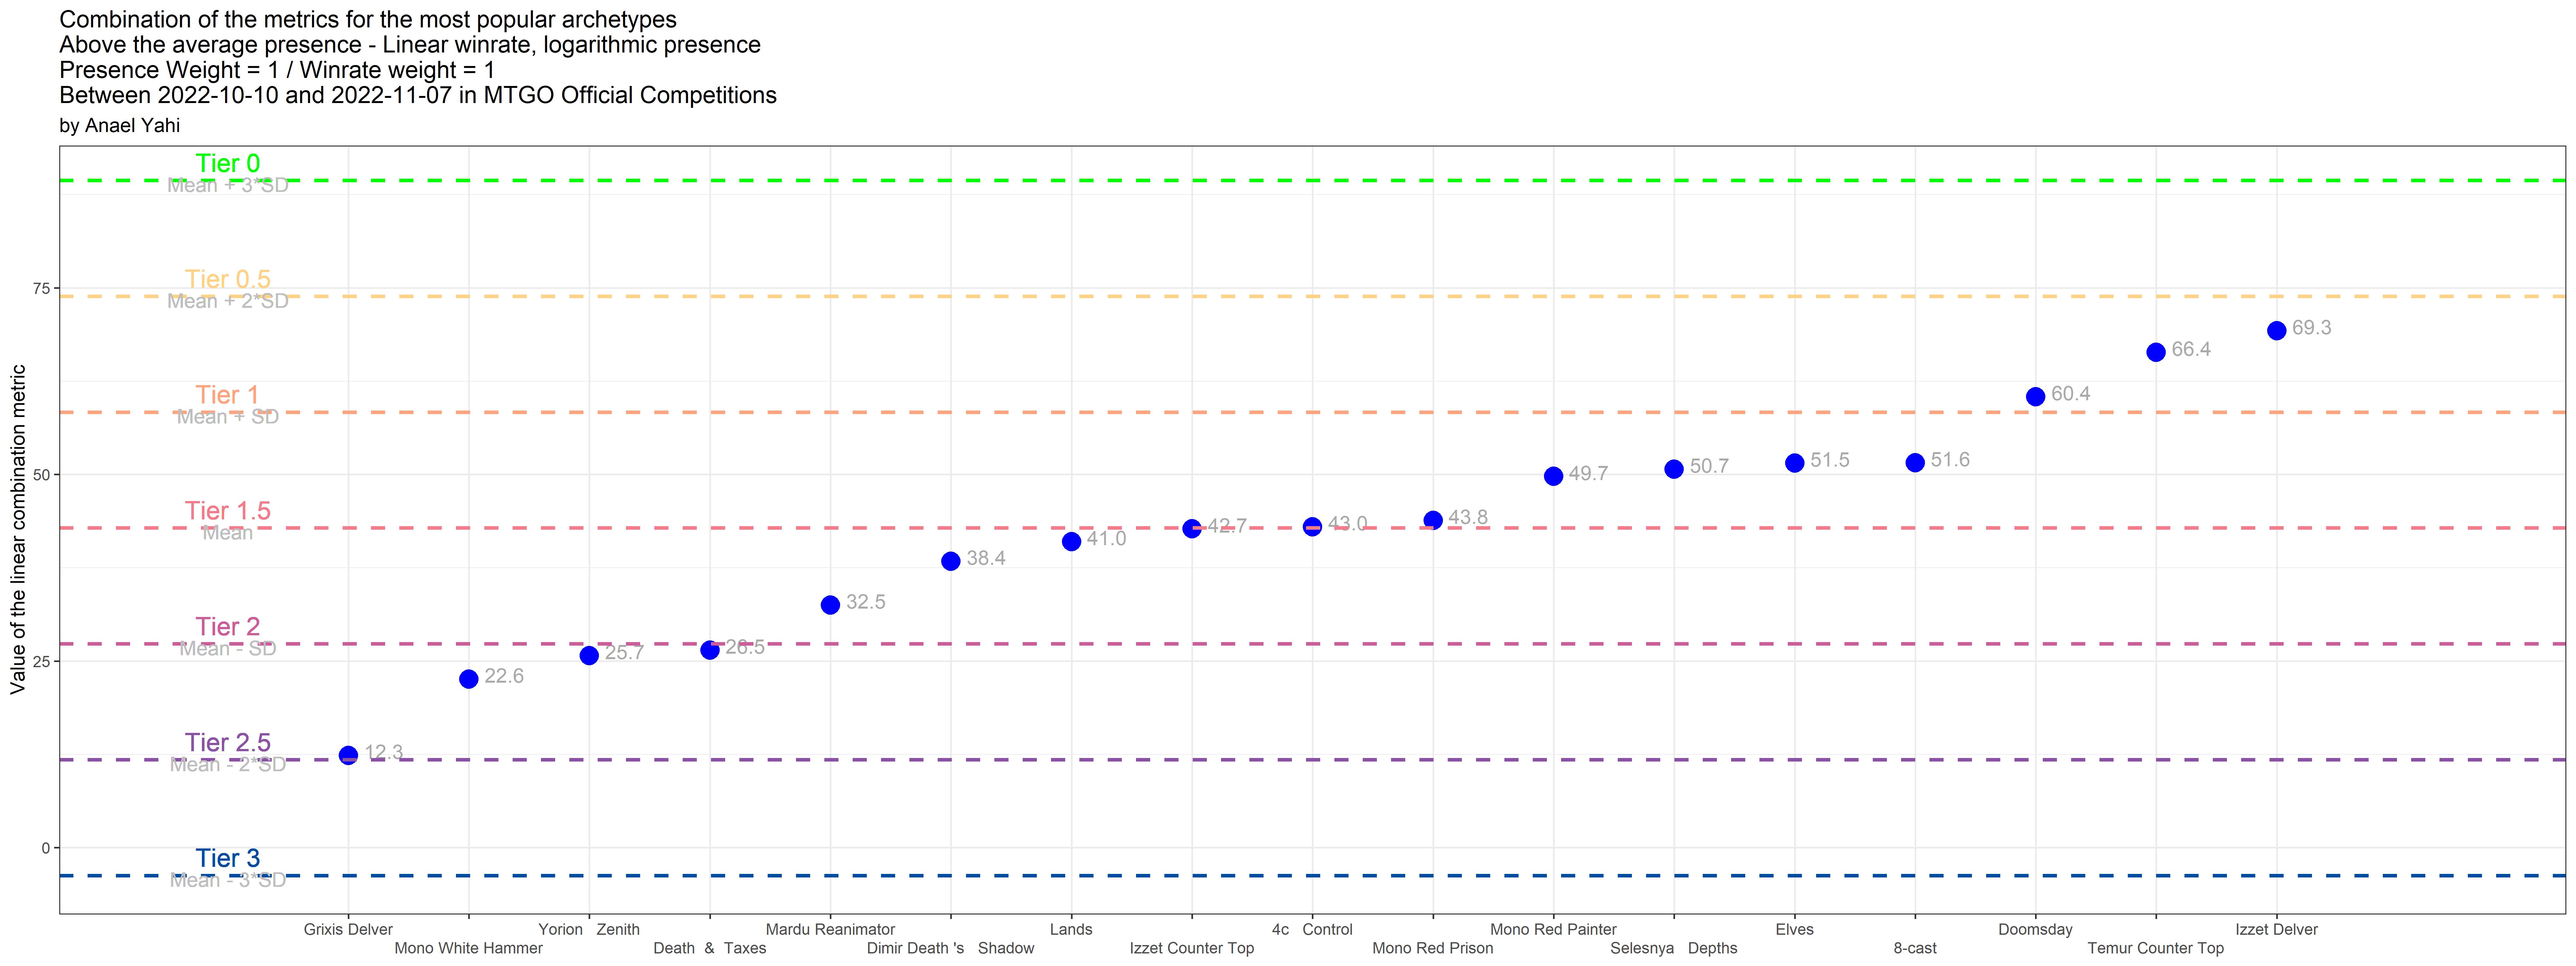 Combination of the metrics for the most popular archetypes
Above the average presence - Linear winrate, logarithmic presence
Presence Weight = 1 / Winrate weight = 1
Between 2022-10-10 and 2022-11-07 in MTGO Official Competitions
by Anael Yahi
Value of the linear combination metric
75
50
25
0
Tier 0
Mean + 3*SD
Tier 0.5
Mean + 2*SD
Tier 1
Mean + SD
Tier 1.5
Mean
Tier 2
Mean - SD
Tier 2.5
Mean - 2*SD
Tier 3
Mean - 3*SD
12.3
22.6
25.7
26.5
32.5
38.4
41.0
42.7
43.0
43.8
49.7
50.7
51.5
51.6
60.4
66.4
69.3
Grixis Delver
Mono White Hammer
Yorion Zenith
Death & Taxes
Mardu Reanimator
Dimir Death 's Shadow
Lands
Izzet Counter Top
4c Control
Mono Red Prison
Mono Red Painter
Selesnya Depths
Elves
8-cast
Doomsday
Temur Counter Top
Izzet Delver